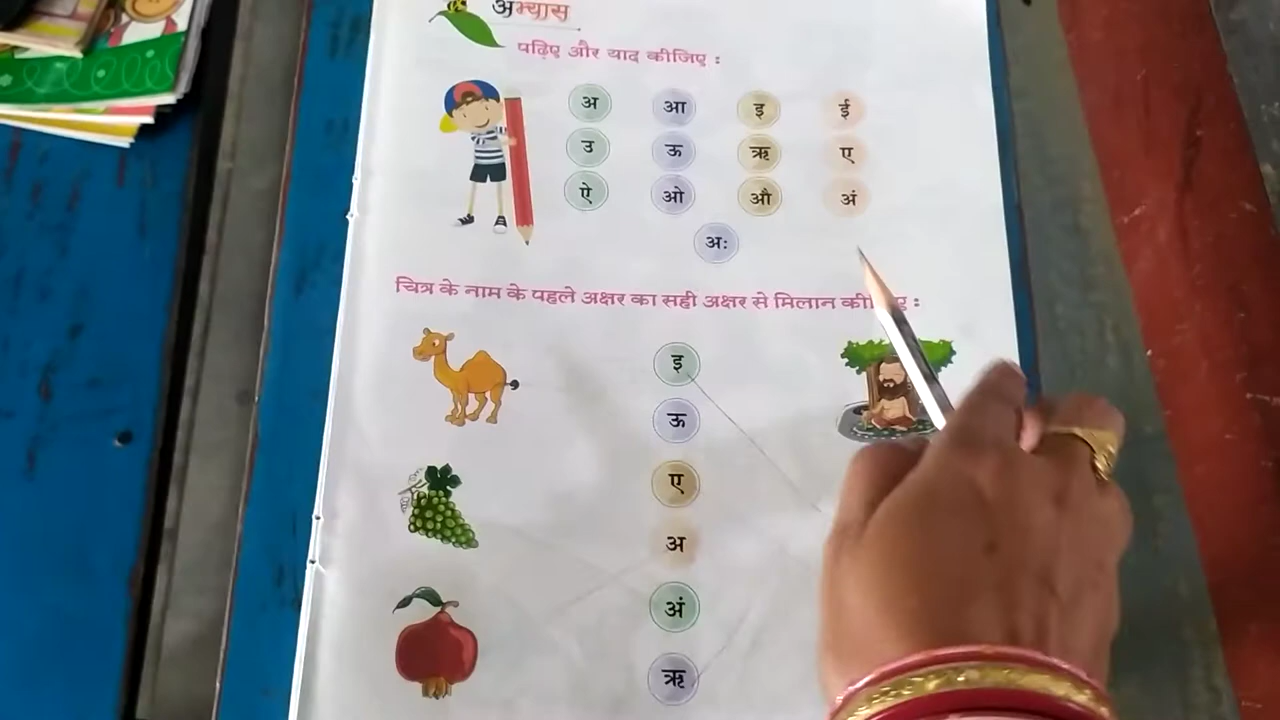 अभ्यास
पढ़िए और याद कीजिए :
अ आ इ ई
उ ऊ ऋ ए
ऐ ओ औ अं
अः
चित्र के नाम के पहले अक्षर का सही अक्षर से मिलान कीजिए :
इ
ऊ
ए
अ
अं
ऋ